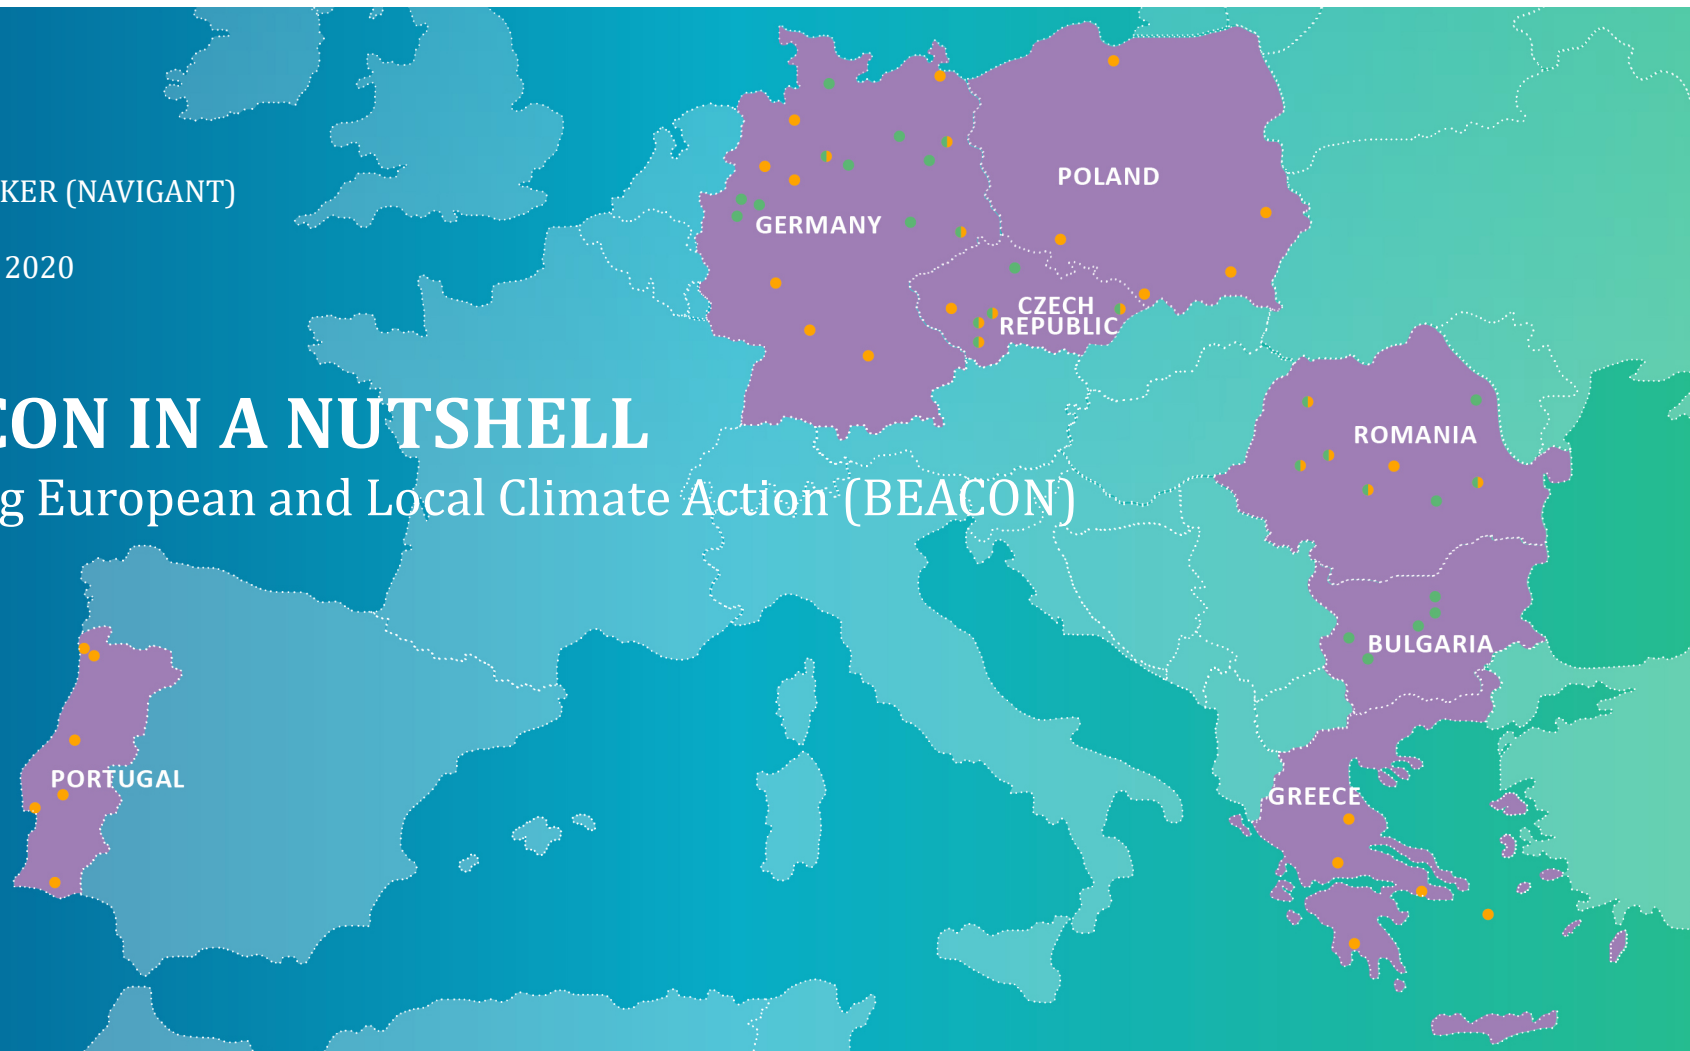 KER (NAVIGANT)
2020
CON IN A NUTSHELL
g European and Local Climate Action (BEACON)
POLAND
GERMANY
CZECH
REPUBLIC
ROMANIA
BULGARIA
PORTUGAL
GREECE